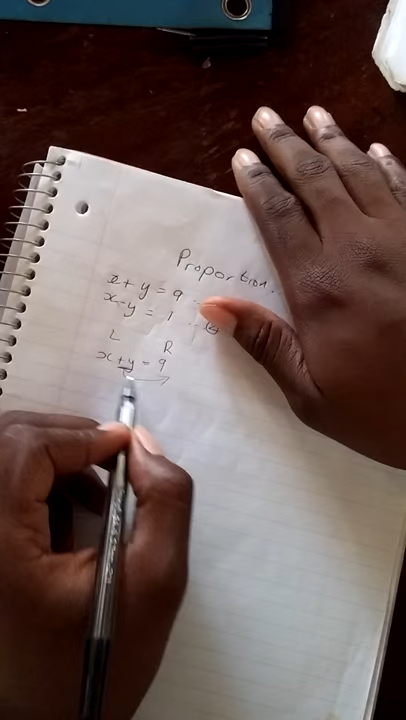 Proportion.
x + y = 9
x - y = 1
L R
x + y = 9